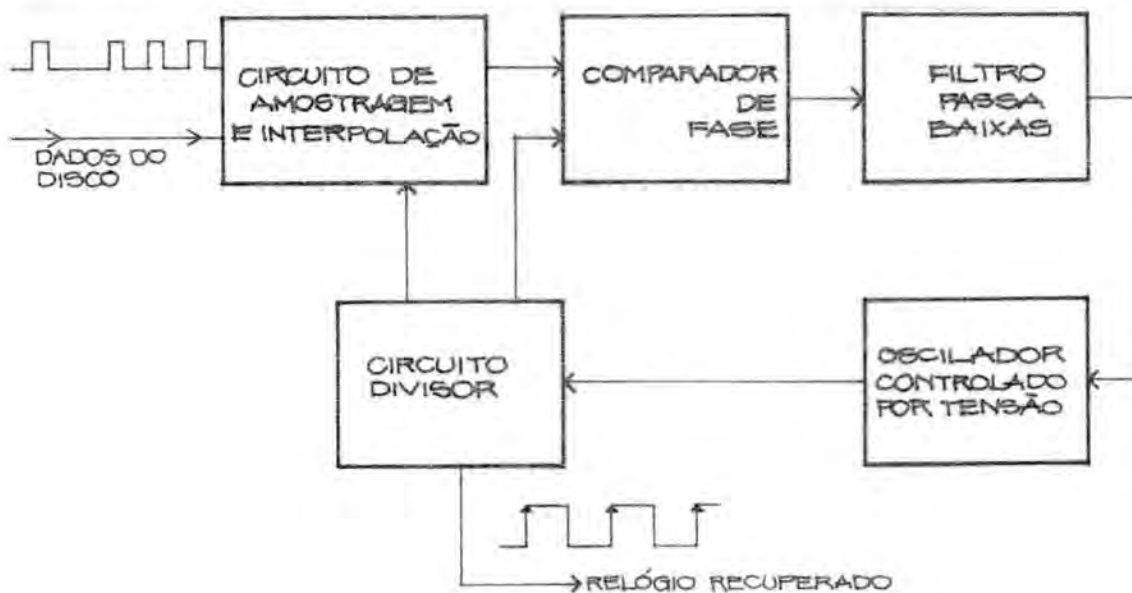 CIRCUITO DE
AMOSTRAGEM
E INTERPOLAÇÃO
COMPARADOR
DE
FASE
FILTRO
PASSA
BAIXAS
DADOS DO
DISCO
CIRCUITO
DIVISOR
OSCILADOR
CONTROLADO
POR TENSÃO
RELÓGIO RECUPERADO